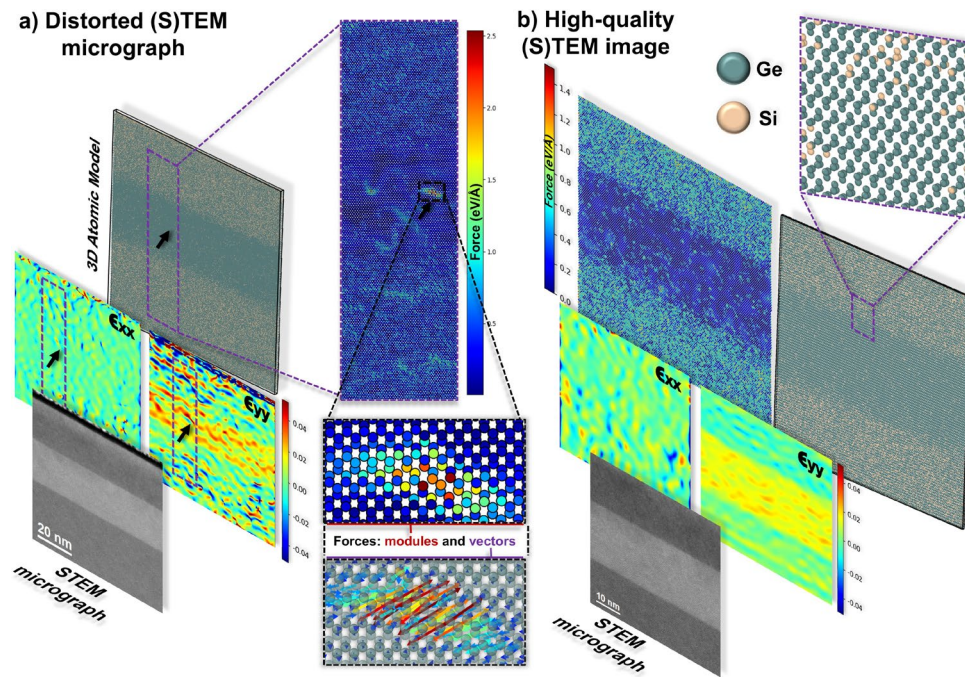 a) Distorted (S)TEM
micrograph
3D Atomic Model
ϵxx
ϵyy
0.04
0.02
0.00
-0.02
-0.04
20 nm
STEM
micrograph
2.5
2.0
1.5
Force (eV/Å)
1.0
0.0
Forces: modules and vectors
b) High-quality
(S)TEM image
Ge
Si
1.4
1.2
1.0
0.8
0.6
0.4
0.2
0.0
Force (eV/Å)
ϵxx
ϵyy
0.04
0.02
0.00
-0.02
-0.04
10 nm
STEM
micrograph